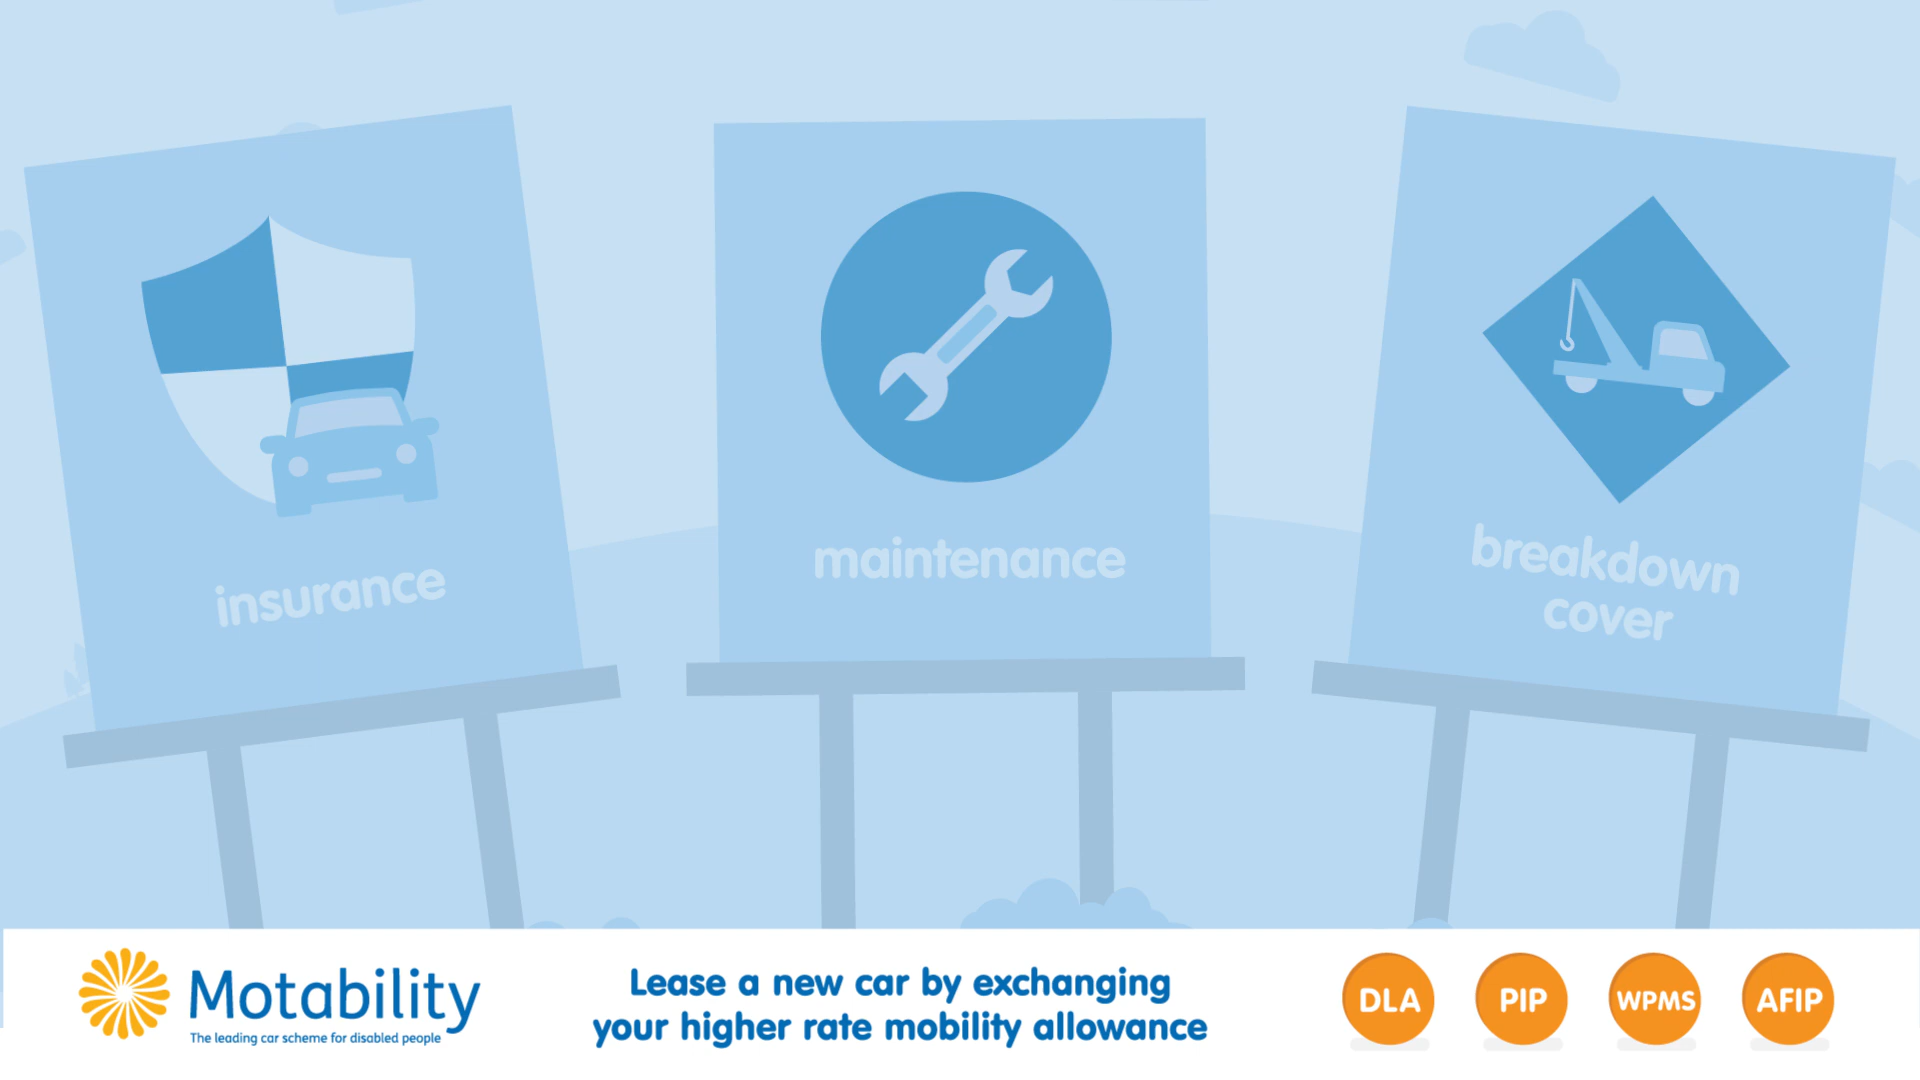 insurance
maintenance
breakdown
cover
Motability
The leading car scheme for disabled people
Lease a new car by exchanging
your higher rate mobility allowance
DLA
PIP
WPMS
AFIP